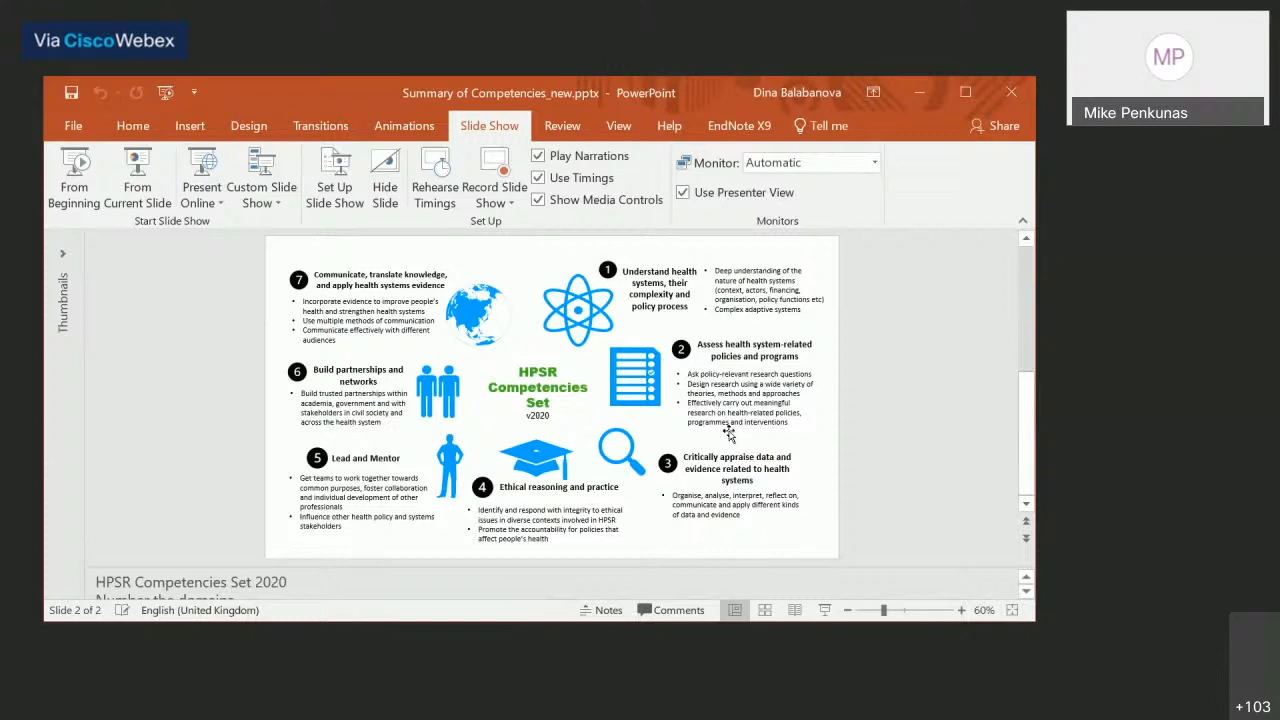 Via Cisco Webex
MP
Mike Penkunas
Summary of Competencies_new.pptx - PowerPoint
Dina Balabanova
File
Home
Insert
Design
Transitions
Animations
Slide Show
Review
View
Help
EndNote X9
Tell me
Share
From Beginning
From Current Slide
Present Online
Custom Slide Show
Start Slide Show
Set Up Slide Show
Hide Slide
Rehearse Timings
Record Slide Show
Play Narrations
Use Timings
Show Media Controls
Set Up
Monitor: Automatic
Use Presenter View
Monitors
Thumbnails
HPSR
Competencies
Set
v2020
1
Understand health
systems, their
complexity and
policy process
• Deep understanding of the
nature of health systems
(context, actors, financing,
organisation, policy functions etc)
• Complex adaptive systems
2
Assess health system-related
policies and programs
• Ask policy-relevant research questions
• Design research using a wide variety of
theories, methods and approaches
• Effectively carry out meaningful
research on health-related policies,
programmes and interventions
3
Critically appraise data and
evidence related to health
systems
• Organise, analyse, interpret, reflect on,
communicate and apply different kinds
of data and evidence
4
Ethical reasoning and practice
• Identify and respond with integrity to ethical
issues in diverse contexts involved in HPSR
• Promote the accountability for policies that
affect people's health
5
Lead and Mentor
• Get teams to work together towards
common purposes, foster collaboration
and individual development of other
professionals
• Influence other health policy and systems
stakeholders
6
Build partnerships and
networks
• Build trusted partnerships within
academia, government and with
stakeholders in civil society and
across the health system
7
Communicate, translate knowledge,
and apply health systems evidence
• Incorporate evidence to improve people's
health and strengthen health systems
• Use multiple methods of communication
• Communicate effectively with different
audiences
HPSR Competencies Set 2020
Number the domains
Slide 2 of 2
English (United Kingdom)
Notes
Comments
60%
+103